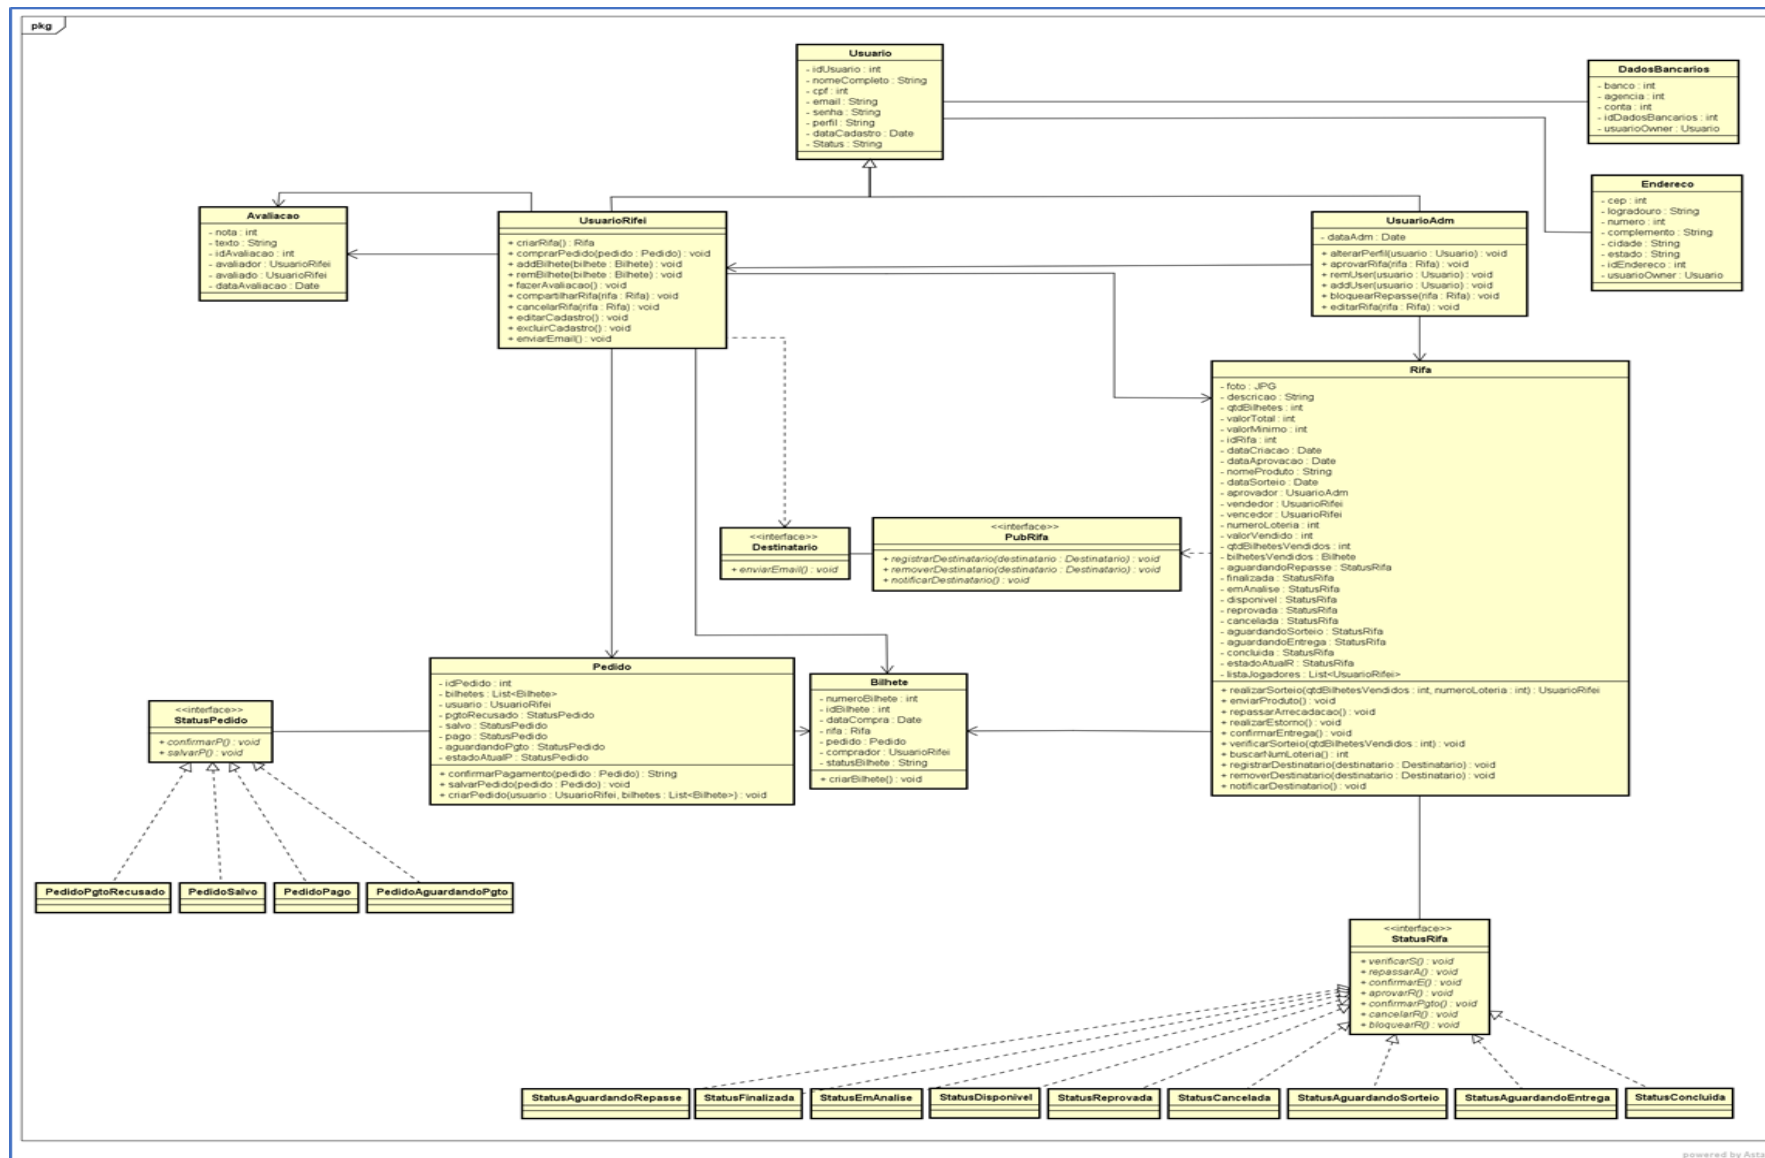 pkg
Usuario
- idUsuario : int
- nomeCompleto : String
- cpf : int
- email : String
- senha : String
- perfil : String
- dataCadastro : Date
- Status : String
DadosBancarios
- banco : int
- agencia : int
- conta : int
- idDadosBancarios : int
- usuarioOwner : Usuario
Endereco
- cep : int
- logradouro : String
- numero : int
- complemento : String
- cidade : String
- estado : String
- idEndereco : int
- usuarioOwner : Usuario
Avaliacao
- nota : int
- texto : String
- idAvaliacao : int
- avaliador : UsuarioRifei
- avaliado : UsuarioRifei
- dataAvaliacao : Date
UsuarioRifei
+ criarRifa() : Rifa
+ comprarPedido(pedido : Pedido) : void
+ addBilhete(bilhete : Bilhete) : void
+ remBilhete(bilhete : Bilhete) : void
+ fazerAvaliacao() : void
+ compartilharRifa(rifa : Rifa) : void
+ cancelarRifa(rifa : Rifa) : void
+ editarCadastro() : void
+ excluirCadastro() : void
+ enviarEmail() : void
UsuarioAdm
- dataAdm : Date
+ alterarPerfil(usuario : Usuario) : void
+ aprovarRifa(rifa : Rifa) : void
+ remUser(usuario : Usuario) : void
+ addUser(usuario : Usuario) : void
+ bloquearRepasse(rifa : Rifa) : void
+ editarRifa(rifa : Rifa) : void
Rifa
- foto : JPG
- descricao : String
- qtdBilhetes : int
- valorTotal : int
- valorMinimo : int
- idRifa : int
- dataCriacao : Date
- dataAprovacao : Date
- nomeProduto : String
- dataSorteio : Date
- aprovador : UsuarioAdm
- vendedor : UsuarioRifei
- vencedor : UsuarioRifei
- numeroLoteria : int
- valorVendido : int
- qtdBilhetesVendidos : int
- bilhetesVendidos : Bilhete
- aguardandoRepasse : StatusRifa
- finalizada : StatusRifa
- emAnalise : StatusRifa
- disponivel : StatusRifa
- reprovada : StatusRifa
- cancelada : StatusRifa
- aguardandoSorteio : StatusRifa
- aguardandoEntrega : StatusRifa
- concluida : StatusRifa
- estadoAtualR : StatusRifa
- listaJogadores : List<UsuarioRifei>
+ realizarSorteio(qtdBilhetesVendidos : int, numeroLoteria : int) : UsuarioRifei
+ enviarProduto() : void
+ repassarArrecadacao() : void
+ realizarEstorno() : void
+ confirmarEntrega() : void
+ verificarSorteio(qtdBilhetesVendidos : int) : void
+ buscarNumLoteria() : int
+ registrarDestinatario(destinatario : Destinatario) : void
+ removerDestinatario(destinatario : Destinatario) : void
+ notificarDestinatario() : void
<<interface>>
Destinatario
+ enviarEmail() : void
<<interface>>
PubRifa
+ registrarDestinatario(destinatario : Destinatario) : void
+ removerDestinatario(destinatario : Destinatario) : void
+ notificarDestinatario() : void
Pedido
- idPedido : int
- bilhetes : List<Bilhete>
- usuario : UsuarioRifei
- pgtoRecusado : StatusPedido
- salvo : StatusPedido
- pago : StatusPedido
- aguardandoPgto : StatusPedido
- estadoAtualP : StatusPedido
+ confirmarPagamento(pedido : Pedido) : String
+ salvarPedido(pedido : Pedido) : void
+ criarPedido(usuario : UsuarioRifei, bilhetes : List<Bilhete>) : void
Bilhete
- numeroBilhete : int
- idBilhete : int
- dataCompra : Date
- rifa : Rifa
- pedido : Pedido
- comprador : UsuarioRifei
- statusBilhete : String
+ criarBilhete() : void
<<interface>>
StatusPedido
+ confirmarP() : void
+ salvarP() : void
PedidoPgtoRecusado
PedidoSalvo
PedidoPago
PedidoAguardandoPgto
<<interface>>
StatusRifa
+ verificarS() : void
+ repassarA() : void
+ confirmarE() : void
+ aprovarR() : void
+ confirmarPgto() : void
+ cancelarR() : void
+ bloquearR() : void
StatusAguardandoRepasse
StatusFinalizada
StatusEmAnalise
StatusDisponivel
StatusReprovada
StatusCancelada
StatusAguardandoSorteio
StatusAguardandoEntrega
StatusConcluida
powered by Asta